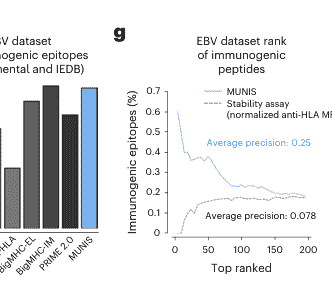 V dataset
nogenic epitopes
mental and IEDB)
-HLA
BigMHC-EL
BigMHC-IM
PRIME 2.0
MUNIS
g
EBV dataset rank
of immunogenic
peptides
MUNIS
Stability assay
(normalized anti-HLA MF
Immunogenic epitopes (%)
0.7
0.6
0.5
0.4
0.3
0.2
0.1
0
Average precision: 0.25
Average precision: 0.078
0
50
100
150
200
Top ranked